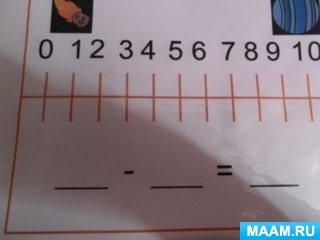 0 1 2 3 4 5 6 7 8 9 10
___ - ___ = ___
MAAM.RU